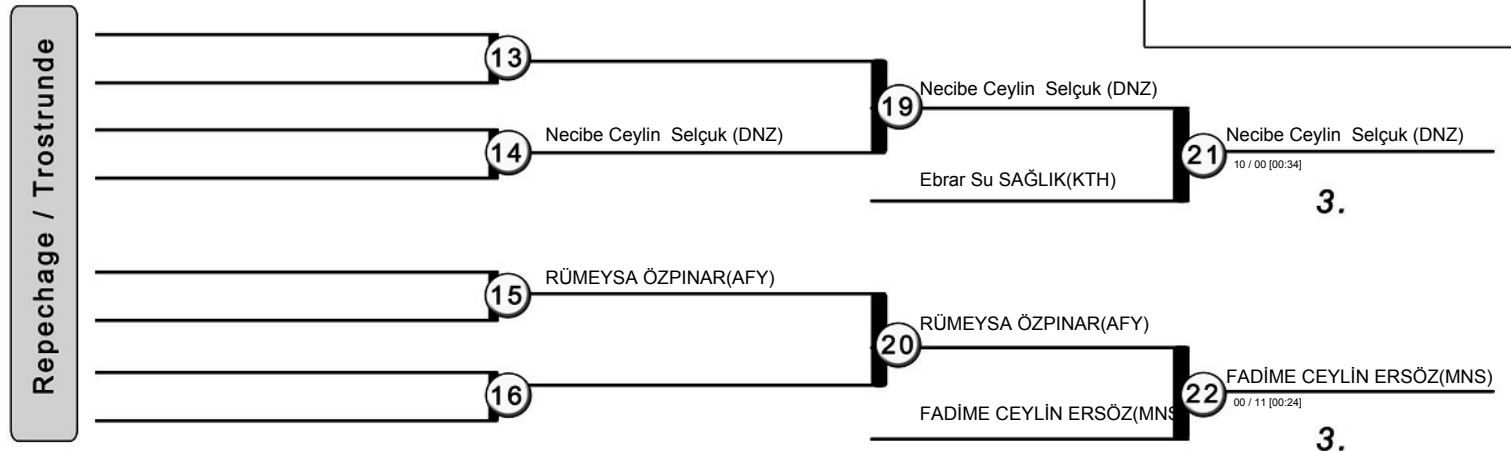 Repechage / Trostrunde
13
14
Necibe Ceylin Selçuk (DNZ)
19
Necibe Ceylin Selçuk (DNZ)
Ebrar Su SAĞLIK(KTH)
21
Necibe Ceylin Selçuk (DNZ)
10 / 00 [00:34]
3.
15
RÜMEYSA ÖZPINAR(AFY)
16
20
RÜMEYSA ÖZPINAR(AFY)
FADİME CEYLİN ERSÖZ(MNS
22
FADİME CEYLİN ERSÖZ(MNS)
00 / 11 [00:24]
3.